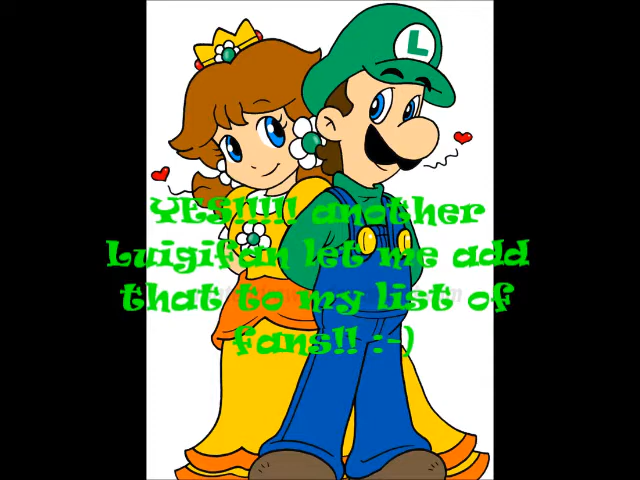 L
YES!!!!! another
Luigifan let me add
that to my list of
fans!! :-)